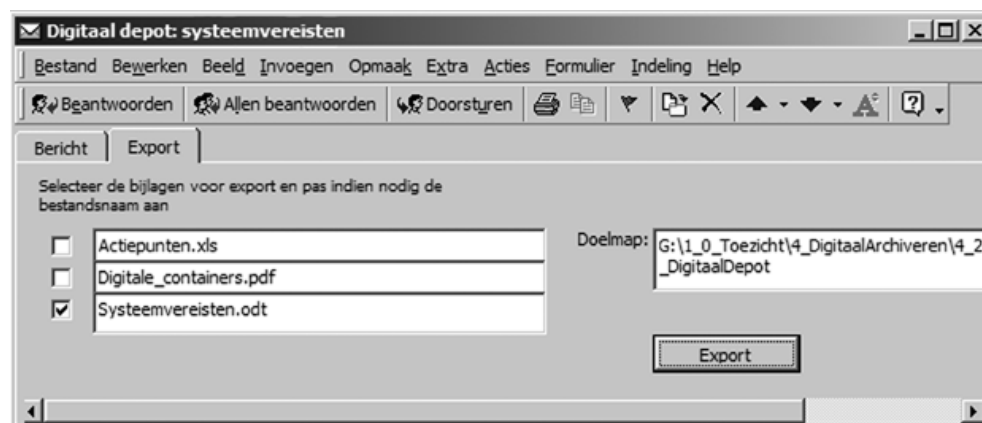 Digitaal depot: systeemvereisten
Bestand Bewerken Beeld Invoegen Opmaak Extra Acties Formulier Indeling Help
Beantwoorden Allen beantwoorden Doorsturen
Bericht Export
Selecteer de bijlagen voor export en pas indien nodig de
bestandsnaam aan
Actiepunten.xls
Digitale_containers.pdf
Systeemvereisten.odt
Doelmap: G:\1_0_Toezicht\4_DigitaalArchiveren\4_2
_DigitaalDepot
Export